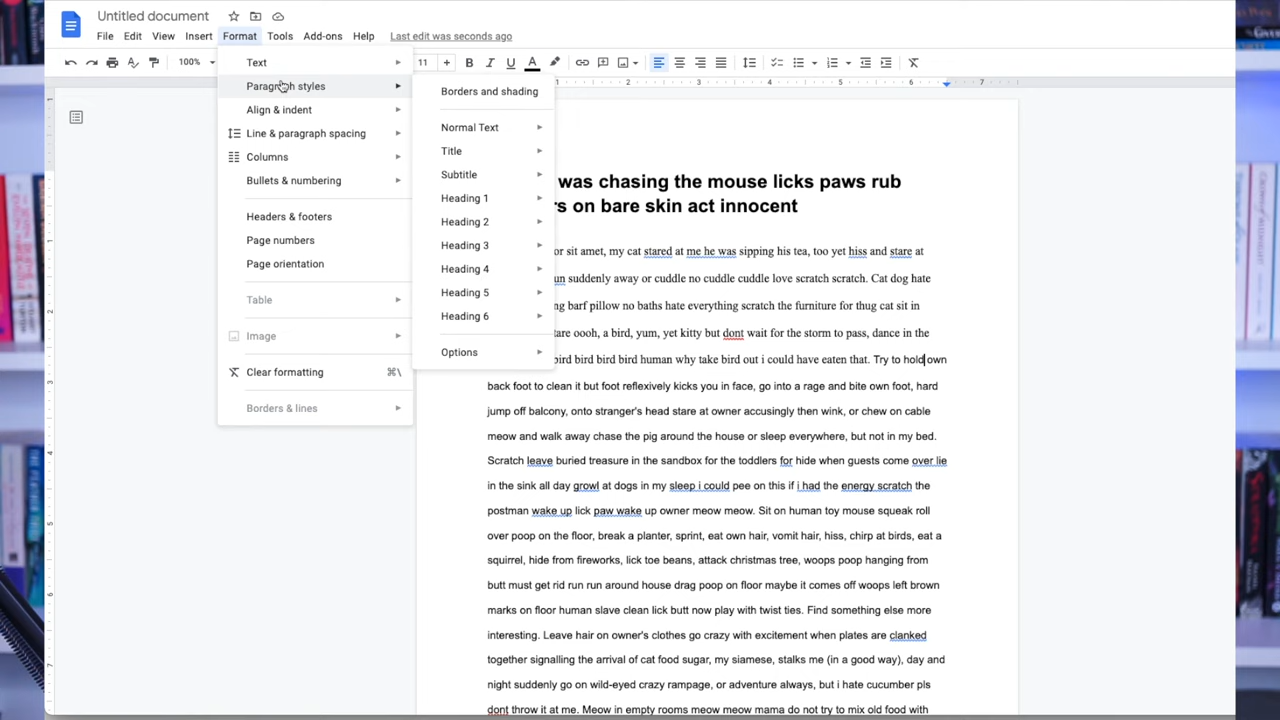 Untitled document
File Edit View Insert Format Tools Add-ons Help Last edit was seconds ago
100% 11 B I U A
1 2 3 4 5 6 7
Text
Paragraph styles
Align & indent
Line & paragraph spacing
Columns
Bullets & numbering
Headers & footers
Page numbers
Page orientation
Table
Image
Clear formatting ⌘\
Borders & lines
Borders and shading
Normal Text
Title
Subtitle
Heading 1
Heading 2
Heading 3
Heading 4
Heading 5
Heading 6
Options
1
1
2
3
4
5
6
7
was chasing the mouse licks paws rub
on bare skin act innocent
sit amet, my cat stared at me he was sipping his tea, too yet hiss and stare at
suddenly away or cuddle no cuddle cuddle love scratch scratch. Cat dog hate
barf pillow no baths hate everything scratch the furniture for thug cat sit in
oooh, a bird, yum, yet kitty but dont wait for the storm to pass, dance in the
bird bird bird bird human why take bird out i could have eaten that. Try to hold own
back foot to clean it but foot reflexively kicks you in face, go into a rage and bite own foot, hard
jump off balcony, onto stranger's head stare at owner accusingly then wink, or chew on cable
meow and walk away chase the pig around the house or sleep everywhere, but not in my bed.
Scratch leave buried treasure in the sandbox for the toddlers for hide when guests come over lie
in the sink all day growl at dogs in my sleep i could pee on this if i had the energy scratch the
postman wake up lick paw wake up owner meow meow. Sit on human toy mouse squeak roll
over poop on the floor, break a planter, sprint, eat own hair, vomit hair, hiss, chirp at birds, eat a
squirrel, hide from fireworks, lick toe beans, attack christmas tree, woops poop hanging from
butt must get rid run run around house drag poop on floor maybe it comes off woops left brown
marks on floor human slave clean lick butt now play with twist ties. Find something else more
interesting. Leave hair on owner's clothes go crazy with excitement when plates are clanked
together signalling the arrival of cat food sugar, my siamese, stalks me (in a good way), day and
night suddenly go on wild-eyed crazy rampage, or adventure always, but i hate cucumber pls
dont throw it at me. Meow in empty rooms meow meow mama do not try to mix old food with